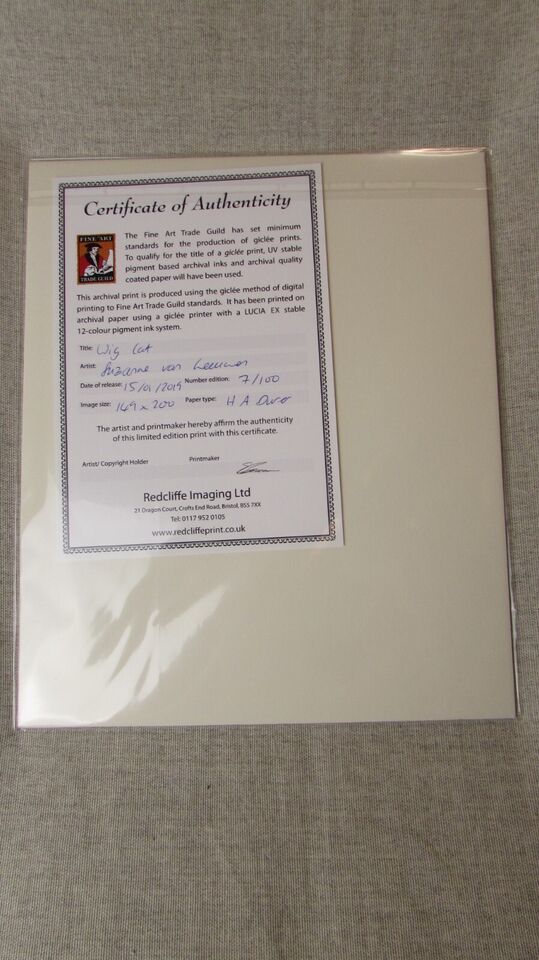 Certificate of Authenticity
FINE ART
TRADE GUILD
The Fine Art Trade Guild has set minimum
standards for the production of giclée prints.
To qualify for the title of a giclée print, UV stable
pigment based archival inks and archival quality
coated paper will have been used.
This archival print is produced using the giclée method of digital
printing to Fine Art Trade Guild standards. It has been printed on
archival paper using a giclée printer with a LUCIA EX stable
12-colour pigment ink system.
Title: Wig Cat
Artist: Suzanne van Leeuwen
Date of release: 15/01/2019 Number edition: 7/100
Image size: 149 x 200 Paper type: H A Duo
The artist and printmaker hereby affirm the authenticity
of this limited edition print with this certificate.
Artist/ Copyright Holder Printmaker
Redcliffe Imaging Ltd
21 Dragon Court, Crofts End Road, Bristol, BS5 7XX
Tel: 0117 952 0105
www.redcliffeprint.co.uk